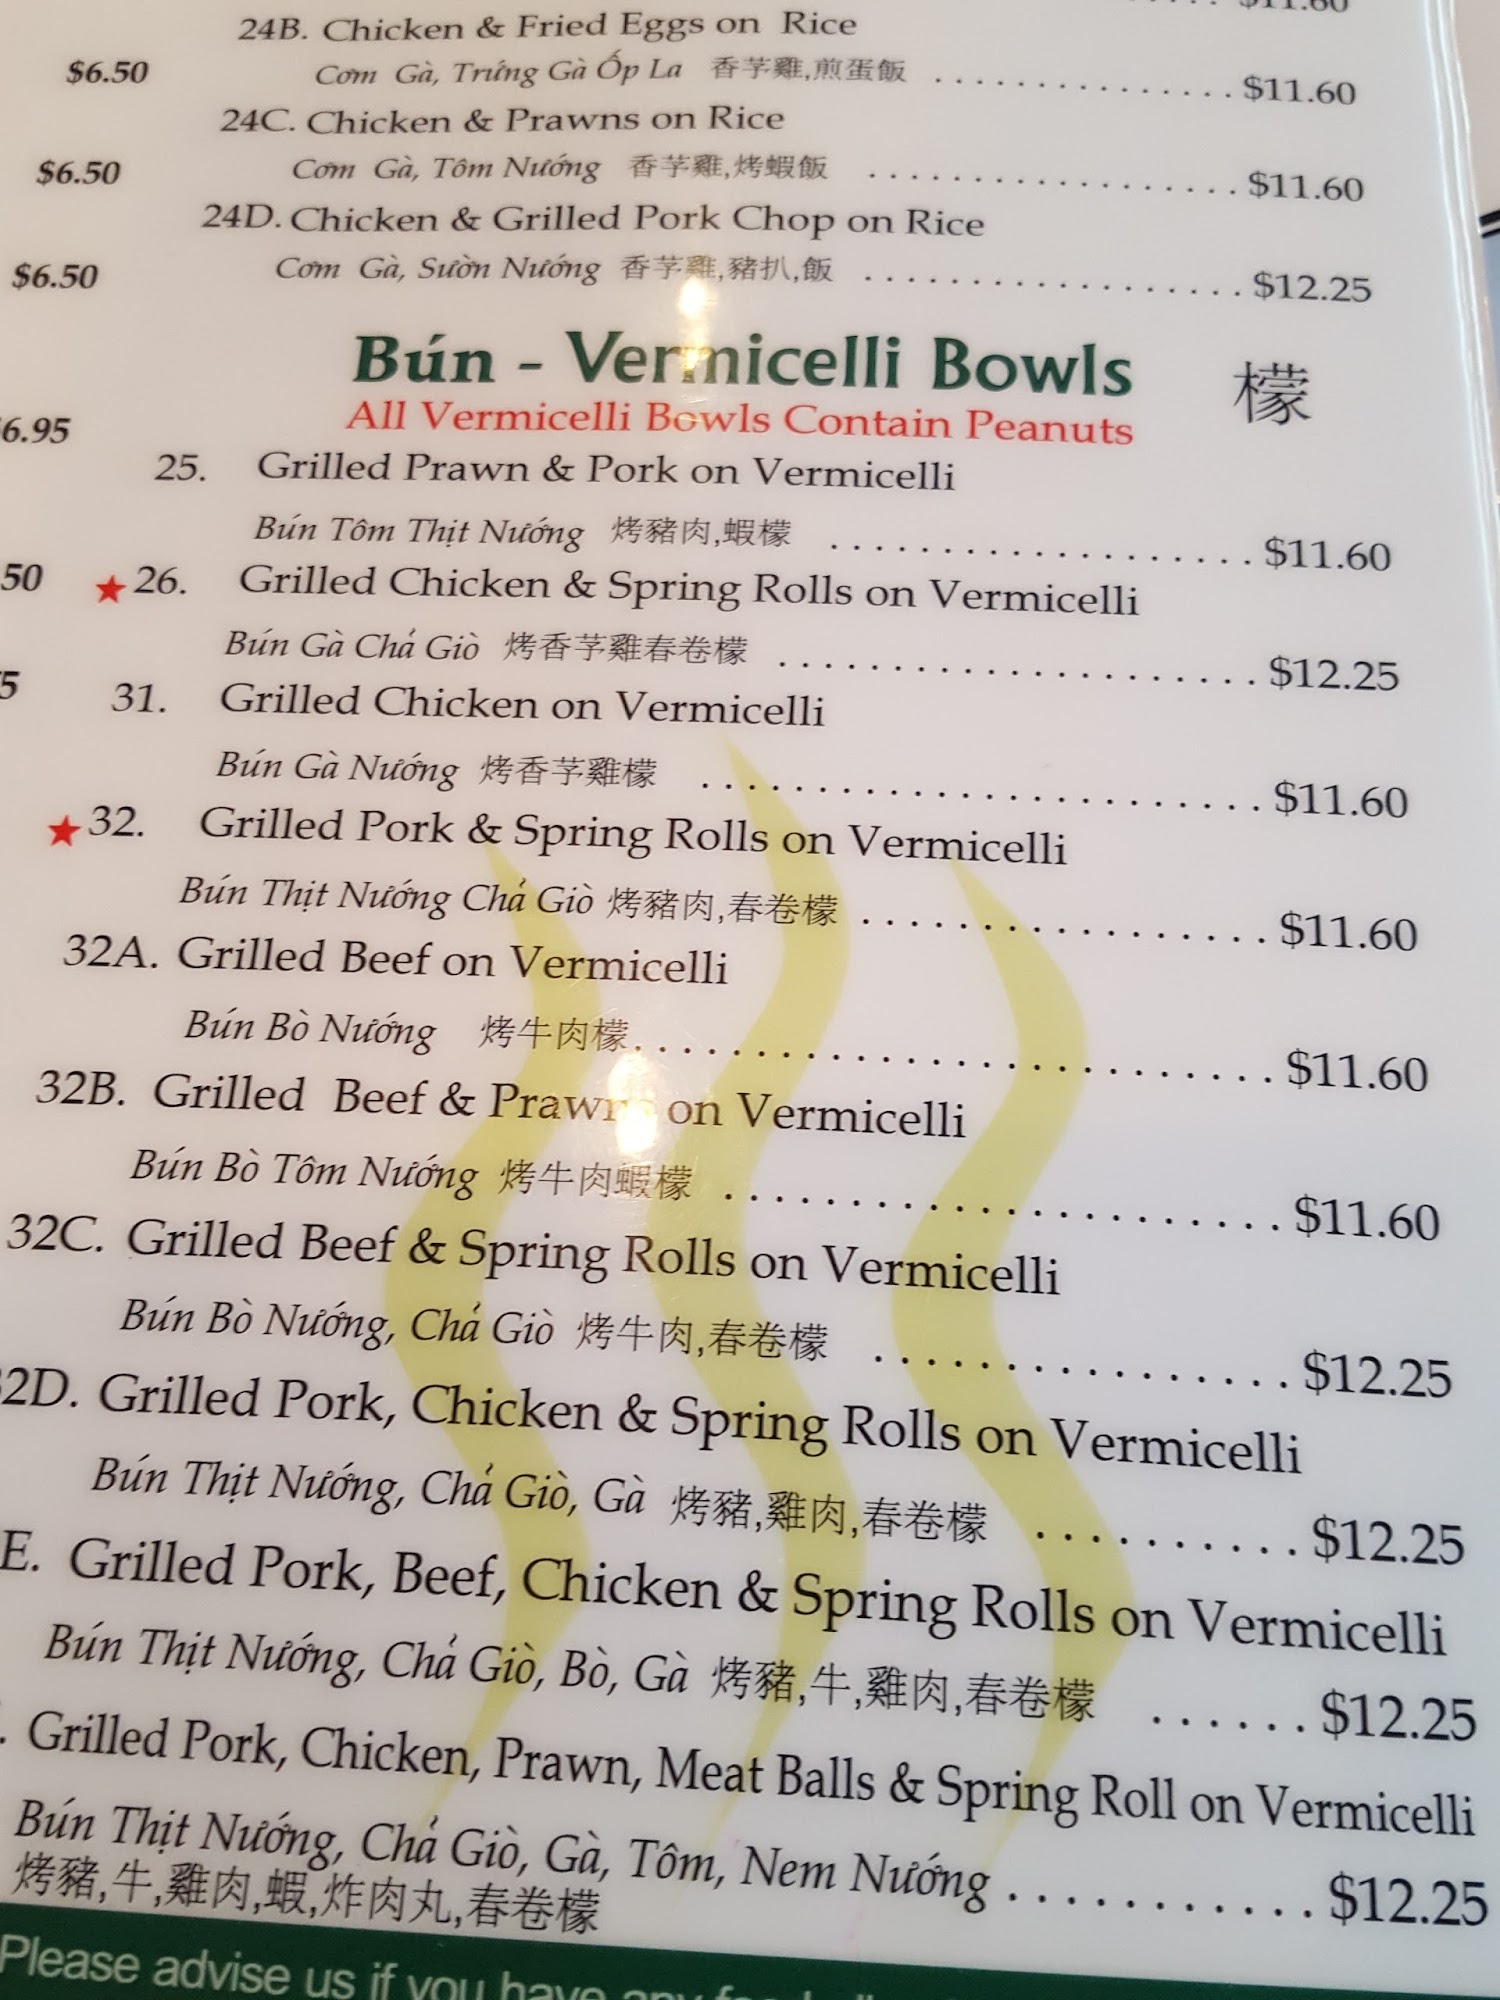 $11.60
24B. Chicken & Fried Eggs on Rice
$6.50
Cơm Gà, Trứng Gà Ốp La 香芋雞,煎蛋飯 $11.60
24C. Chicken & Prawns on Rice
$6.50
Cơm Gà, Tôm Nướng 香芋雞,烤蝦飯 $11.60
24D. Chicken & Grilled Pork Chop on Rice
$6.50
Cơm Gà, Sườn Nướng 香芋雞,豬扒,飯 $12.25
Bún - Vermicelli Bowls 檬
All Vermicelli Bowls Contain Peanuts
6.95
25. Grilled Prawn & Pork on Vermicelli
Bún Tôm Thịt Nướng 烤豬肉,蝦檬 $11.60
50
★ 26. Grilled Chicken & Spring Rolls on Vermicelli
Bún Gà Chả Giò 烤香芋雞春卷檬 $12.25
5
31. Grilled Chicken on Vermicelli
Bún Gà Nướng 烤香芋雞檬 $11.60
★ 32. Grilled Pork & Spring Rolls on Vermicelli
Bún Thịt Nướng Chả Giò 烤豬肉,春卷檬 $11.60
32A. Grilled Beef on Vermicelli
Bún Bò Nướng 烤牛肉檬 $11.60
32B. Grilled Beef & Prawns on Vermicelli
Bún Bò Tôm Nướng 烤牛肉蝦檬 $11.60
32C. Grilled Beef & Spring Rolls on Vermicelli
Bún Bò Nướng, Chả Giò 烤牛肉,春卷檬 $12.25
2D. Grilled Pork, Chicken & Spring Rolls on Vermicelli
Bún Thịt Nướng, Chả Giò, Gà 烤豬,雞肉,春卷檬 $12.25
E. Grilled Pork, Beef, Chicken & Spring Rolls on Vermicelli
Bún Thịt Nướng, Chả Giò, Bò, Gà 烤豬,牛,雞肉,春卷檬 $12.25
. Grilled Pork, Chicken, Prawn, Meat Balls & Spring Roll on Vermicelli
Bún Thịt Nướng, Chả Giò, Gà, Tôm, Nem Nướng $12.25
烤豬,牛,雞肉,蝦,炸肉丸,春卷檬
Please advise us if you have any